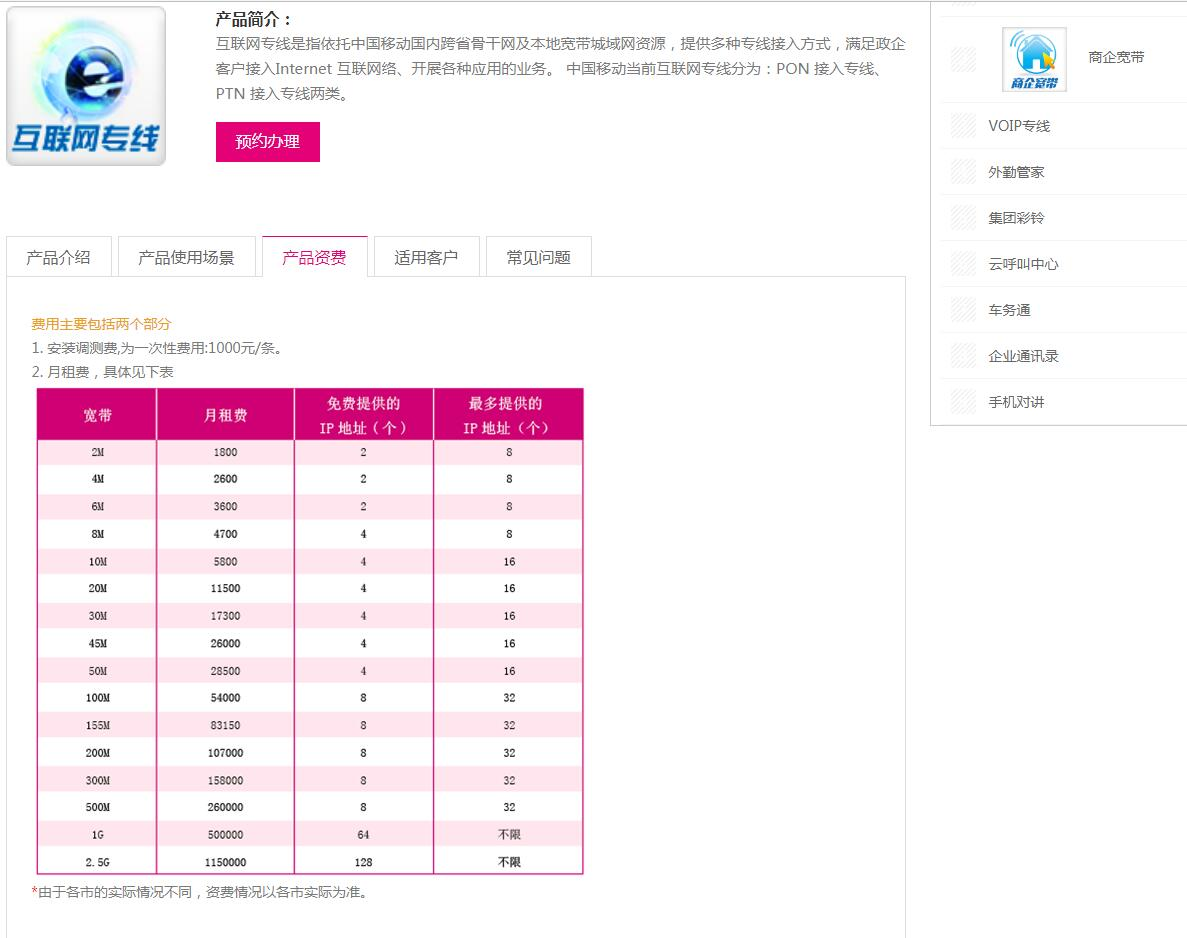 互联网专线
产品简介：
互联网专线是指依托中国移动国内跨省骨干网及本地宽带城域网资源，提供多种专线接入方式，满足政企
客户接入Internet 互联网络、开展各种应用的业务。 中国移动当前互联网专线分为：PON 接入专线、
PTN 接入专线两类。
预约办理
产品介绍 产品使用场景 产品资费 适用客户 常见问题
费用主要包括两个部分
1. 安装调测费,为一次性费用:1000元/条。
2. 月租费，具体见下表
宽带 月租费 免费提供的 最多提供的
IP 地址（个） IP 地址（个）
2M 1800 2 8
4M 2600 2 8
6M 3600 2 8
8M 4700 4 8
10M 5800 4 16
20M 11500 4 16
30M 17300 4 16
45M 26000 4 16
50M 28500 4 16
100M 54000 8 32
155M 83150 8 32
200M 107000 8 32
300M 158000 8 32
500M 260000 8 32
1G 500000 64 不限
2.5G 1150000 128 不限
*由于各市的实际情况不同，资费情况以各市实际为准。
商企宽带
商企宽带
VOIP专线
外勤管家
集团彩铃
云呼叫中心
车务通
企业通讯录
手机对讲